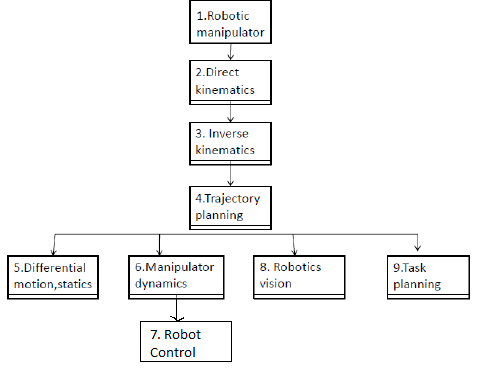 1.Robotic
manipulator
2.Direct
kinematics
3. Inverse
kinematics
4.Trajectory
planning
5.Differential
motion,statics
6.Manipulator
dynamics
8. Robotics
vision
9.Task
planning
7. Robot
Control